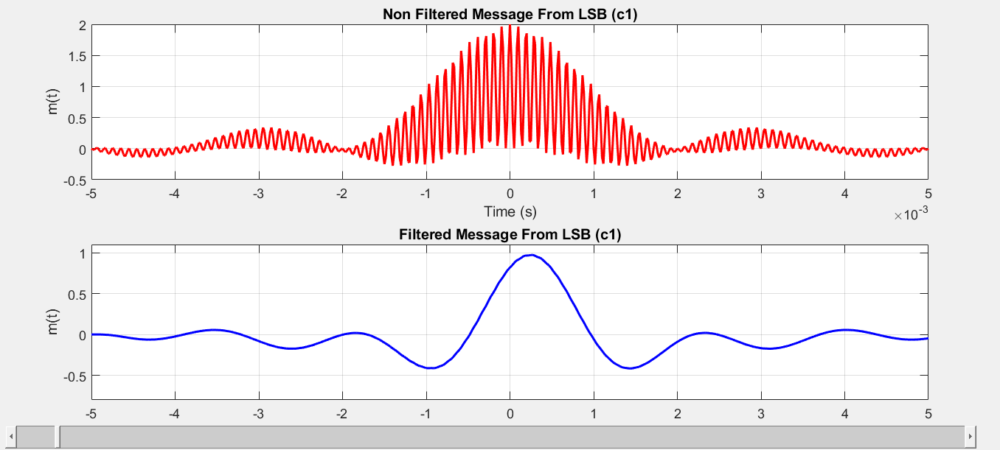 Non Filtered Message From LSB (c1)
2
1.5
1
0.5
0
-0.5
m(t)
-5 -4 -3 -2 -1 0 1 2 3 4 5
Time (s)
×10-3
Filtered Message From LSB (c1)
1
0.5
0
-0.5
m(t)
-5 -4 -3 -2 -1 0 1 2 3 4 5